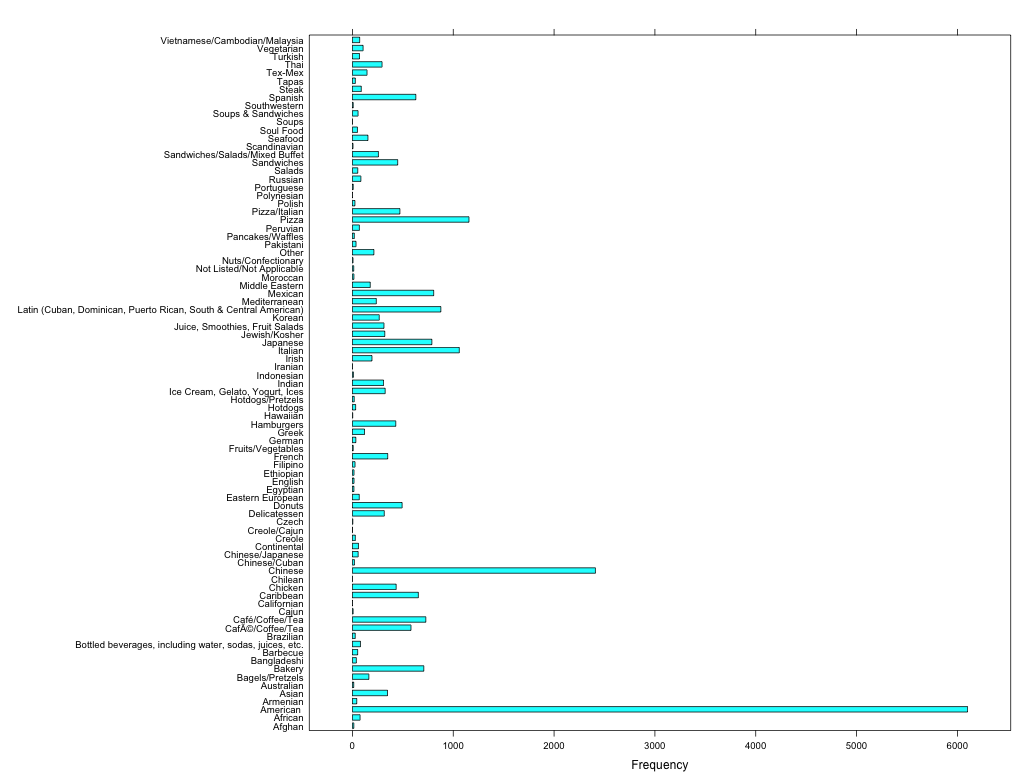 Vietnamese/Cambodian/Malaysia
Vegetarian
Turkish
Thai
Tex-Mex
Tapas
Steak
Spanish
Southwestern
Soups & Sandwiches
Soups
Soul Food
Seafood
Scandinavian
Sandwiches/Salads/Mixed Buffet
Sandwiches
Salads
Russian
Portuguese
Polynesian
Polish
Pizza/Italian
Pizza
Peruvian
Pancakes/Waffles
Pakistani
Other
Nuts/Confectionary
Not Listed/Not Applicable
Moroccan
Middle Eastern
Mexican
Mediterranean
Latin (Cuban, Dominican, Puerto Rican, South & Central American)
Korean
Juice, Smoothies, Fruit Salads
Jewish/Kosher
Japanese
Italian
Irish
Iranian
Indonesian
Indian
Ice Cream, Gelato, Yogurt, Ices
Hotdogs/Pretzels
Hotdogs
Hawaiian
Hamburgers
Greek
German
Fruits/Vegetables
French
Filipino
Ethiopian
English
Egyptian
Eastern European
Donuts
Delicatessen
Czech
Creole/Cajun
Creole
Continental
Chinese/Japanese
Chinese/Cuban
Chinese
Chilean
Chicken
Caribbean
Californian
Cajun
Café/Coffee/Tea
CafÃ©/Coffee/Tea
Brazilian
Bottled beverages, including water, sodas, juices, etc.
Barbecue
Bangladeshi
Bakery
Bagels/Pretzels
Australian
Asian
Armenian
American
African
Afghan
0 1000 2000 3000 4000 5000 6000
Frequency